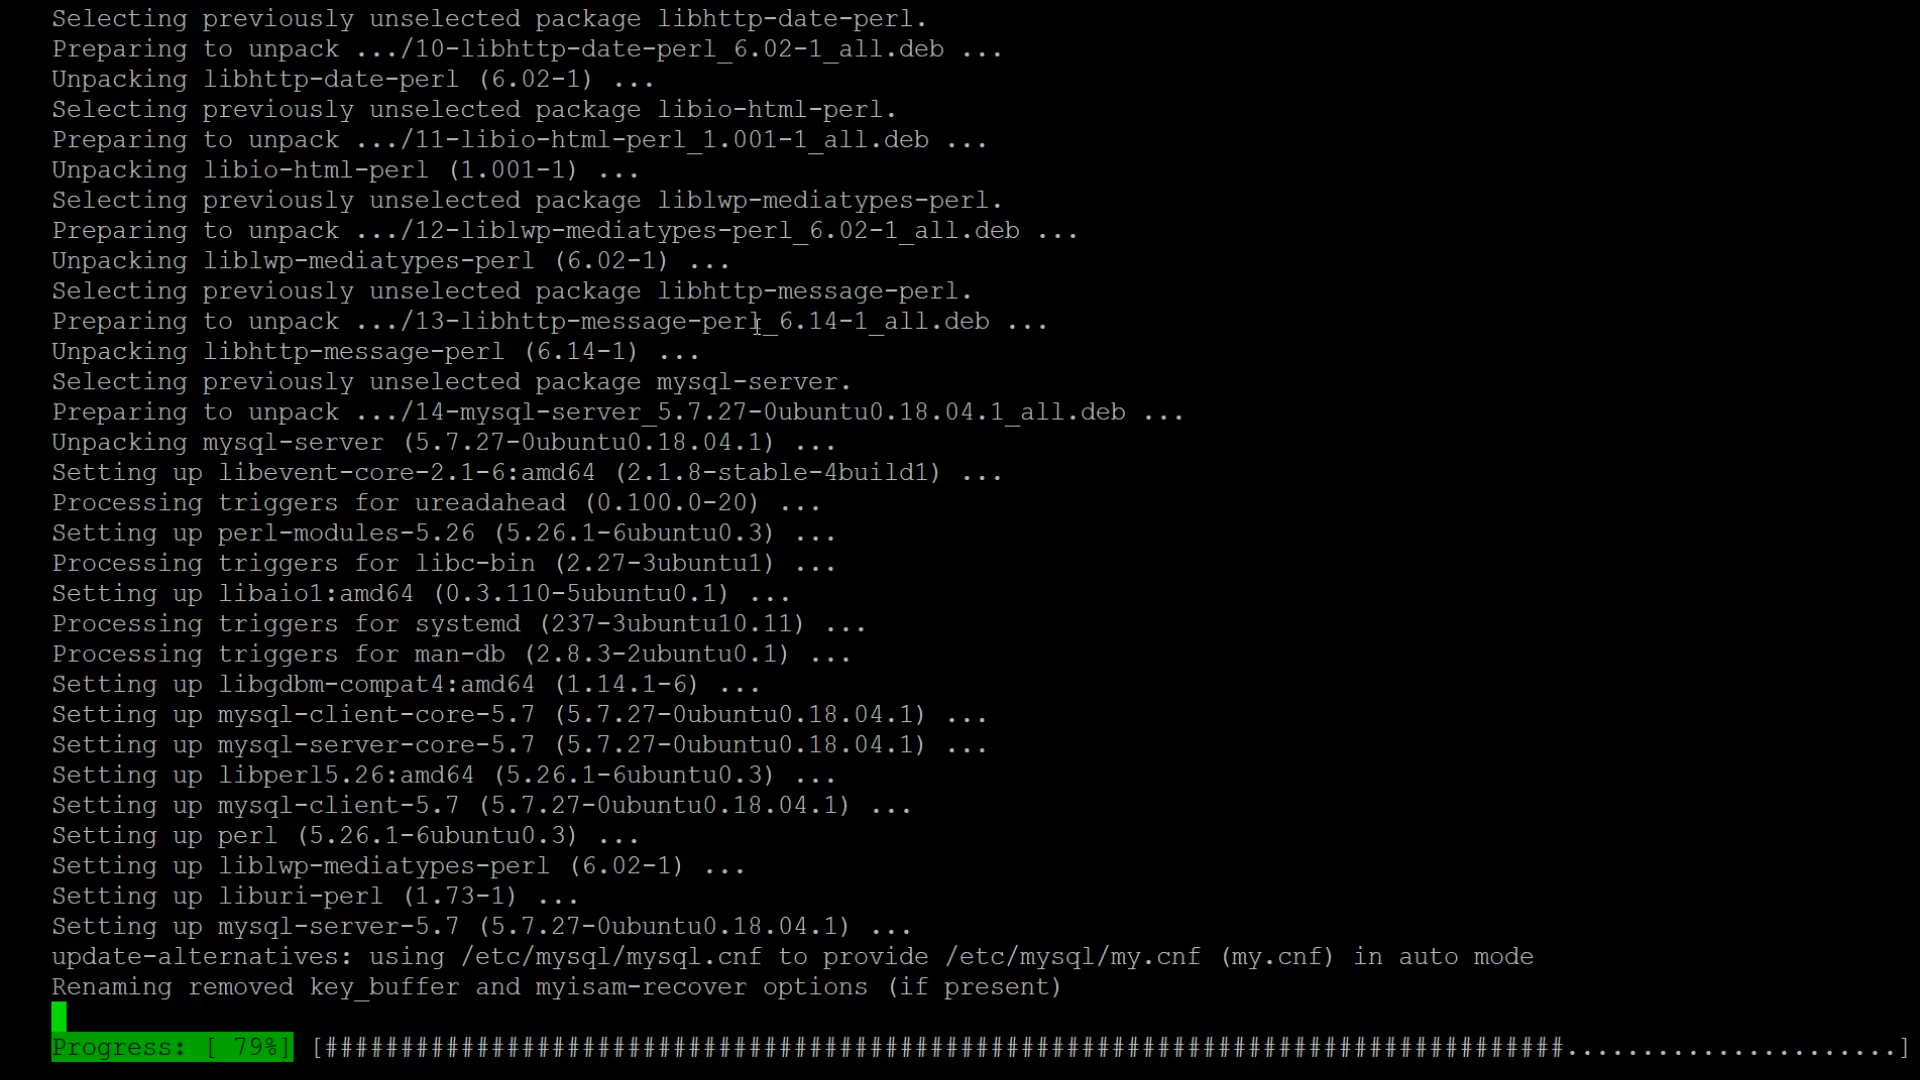 Selecting previously unselected package libhttp-date-perl.
Preparing to unpack .../10-libhttp-date-perl_6.02-1_all.deb ...
Unpacking libhttp-date-perl (6.02-1) ...
Selecting previously unselected package libio-html-perl.
Preparing to unpack .../11-libio-html-perl_1.001-1_all.deb ...
Unpacking libio-html-perl (1.001-1) ...
Selecting previously unselected package liblwp-mediatypes-perl.
Preparing to unpack .../12-liblwp-mediatypes-perl_6.02-1_all.deb ...
Unpacking liblwp-mediatypes-perl (6.02-1) ...
Selecting previously unselected package libhttp-message-perl.
Preparing to unpack .../13-libhttp-message-perl_6.14-1_all.deb ...
Unpacking libhttp-message-perl (6.14-1) ...
Selecting previously unselected package mysql-server.
Preparing to unpack .../14-mysql-server_5.7.27-0ubuntu0.18.04.1_all.deb ...
Unpacking mysql-server (5.7.27-0ubuntu0.18.04.1) ...
Setting up libevent-core-2.1-6:amd64 (2.1.8-stable-4build1) ...
Processing triggers for ureadahead (0.100.0-20) ...
Setting up perl-modules-5.26 (5.26.1-6ubuntu0.3) ...
Processing triggers for libc-bin (2.27-3ubuntu1) ...
Setting up libaio1:amd64 (0.3.110-5ubuntu0.1) ...
Processing triggers for systemd (237-3ubuntu10.11) ...
Processing triggers for man-db (2.8.3-2ubuntu0.1) ...
Setting up libgdbm-compat4:amd64 (1.14.1-6) ...
Setting up mysql-client-core-5.7 (5.7.27-0ubuntu0.18.04.1) ...
Setting up mysql-server-core-5.7 (5.7.27-0ubuntu0.18.04.1) ...
Setting up libperl5.26:amd64 (5.26.1-6ubuntu0.3) ...
Setting up mysql-client-5.7 (5.7.27-0ubuntu0.18.04.1) ...
Setting up perl (5.26.1-6ubuntu0.3) ...
Setting up liblwp-mediatypes-perl (6.02-1) ...
Setting up liburi-perl (1.73-1) ...
Setting up mysql-server-5.7 (5.7.27-0ubuntu0.18.04.1) ...
update-alternatives: using /etc/mysql/mysql.cnf to provide /etc/mysql/my.cnf (my.cnf) in auto mode
Renaming removed key_buffer and myisam-recover options (if present)
Progress: [ 79%] [##################################################################################......................]